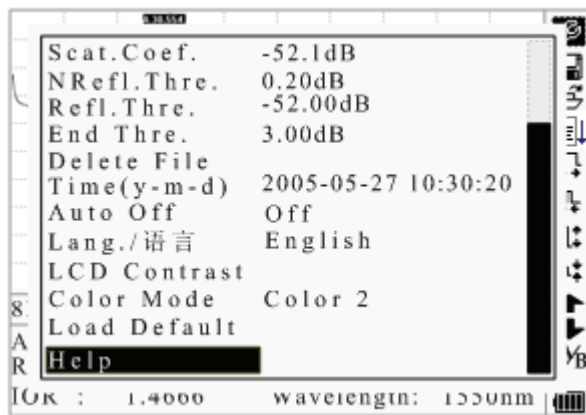 Scat.Coef. -52.1dB
NRefl.Thre. 0.20dB
Refl.Thre. -52.00dB
End Thre. 3.00dB
Delete File
Time(y-m-d) 2005-05-27 10:30:20
Auto Off Off
Lang./语言 English
LCD Contrast
Color Mode Color 2
Load Default
Help
8
A
R
IOR : 1.4666 Wavelength: 1550nm